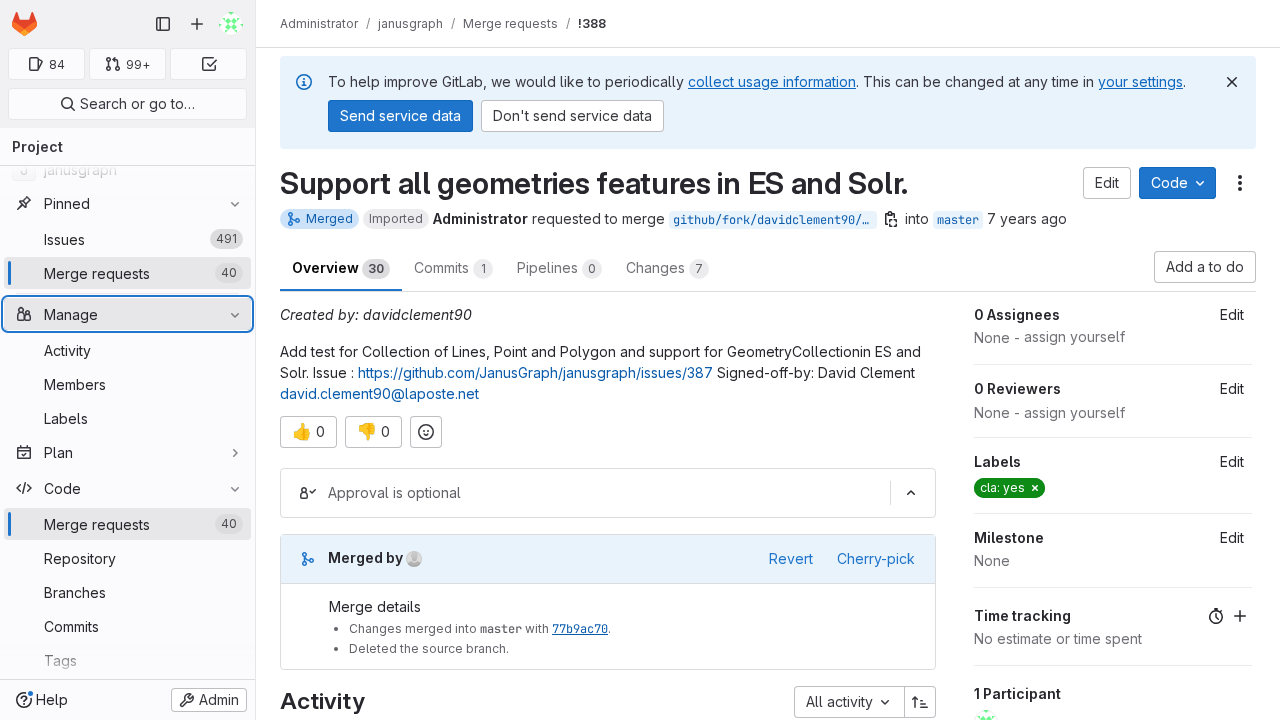 Administrator / janusgraph / Merge requests / !388
84
99+
Search or go to…
Project
J janusgraph
Pinned
Issues 491
Merge requests 40
Manage
Activity
Members
Labels
Plan
Code
Merge requests 40
Repository
Branches
Commits
Tags
Help
Admin
To help improve GitLab, we would like to periodically collect usage information. This can be changed at any time in your settings.
Send service data
Don't send service data
Support all geometries features in ES and Solr.
Edit
Code
Merged Imported Administrator requested to merge github/fork/davidclement90/… into master 7 years ago
Overview 30
Commits 1
Pipelines 0
Changes 7
Add a to do
Created by: davidclement90
Add test for Collection of Lines, Point and Polygon and support for GeometryCollectionin ES and
Solr. Issue : https://github.com/JanusGraph/janusgraph/issues/387 Signed-off-by: David Clement
david.clement90@laposte.net
👍 0
👎 0
Approval is optional
Merged by
Revert
Cherry-pick
Merge details
Changes merged into master with 77b9ac70.
Deleted the source branch.
Activity
All activity
0 Assignees
Edit
None - assign yourself
0 Reviewers
Edit
None - assign yourself
Labels
Edit
cla: yes ×
Milestone
Edit
None
Time tracking
No estimate or time spent
1 Participant